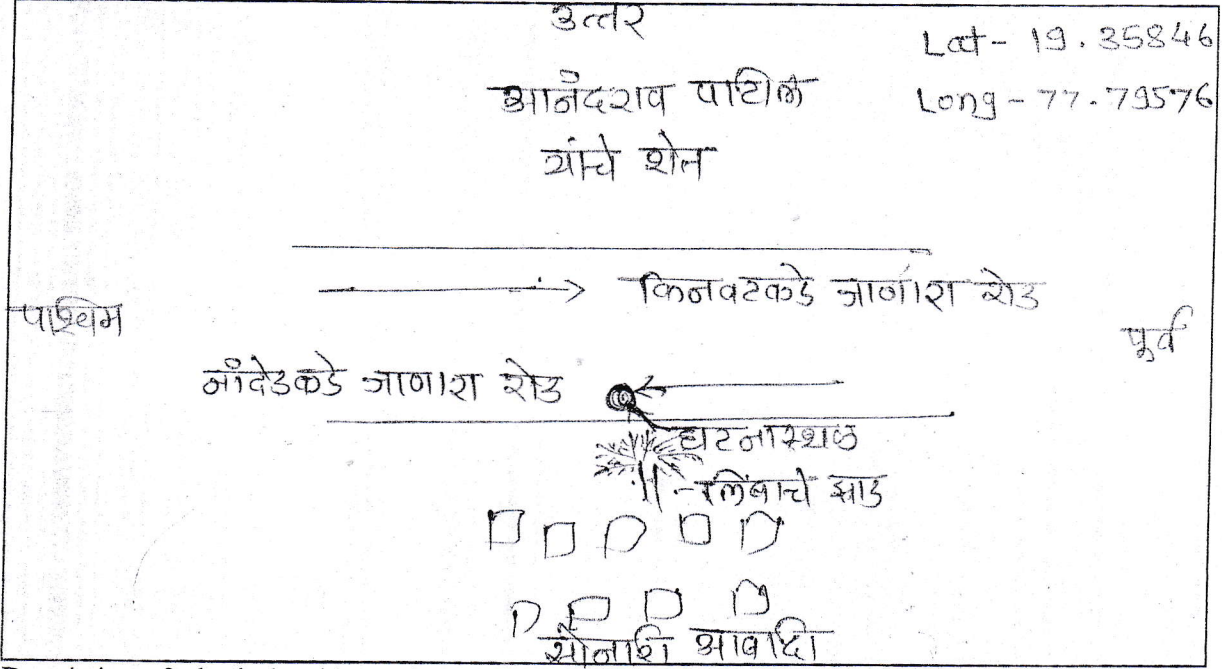 उत्तर
Lat - 19.35846
Long - 77.79576
आनंदराव पाटील
यांचे शेत
किनवटकडे जाणारा रोड
पश्चिम
पूर्व
नांदेडकडे जाणारा रोड
घटनास्थळ
लिंबाचे झाड
आबादी